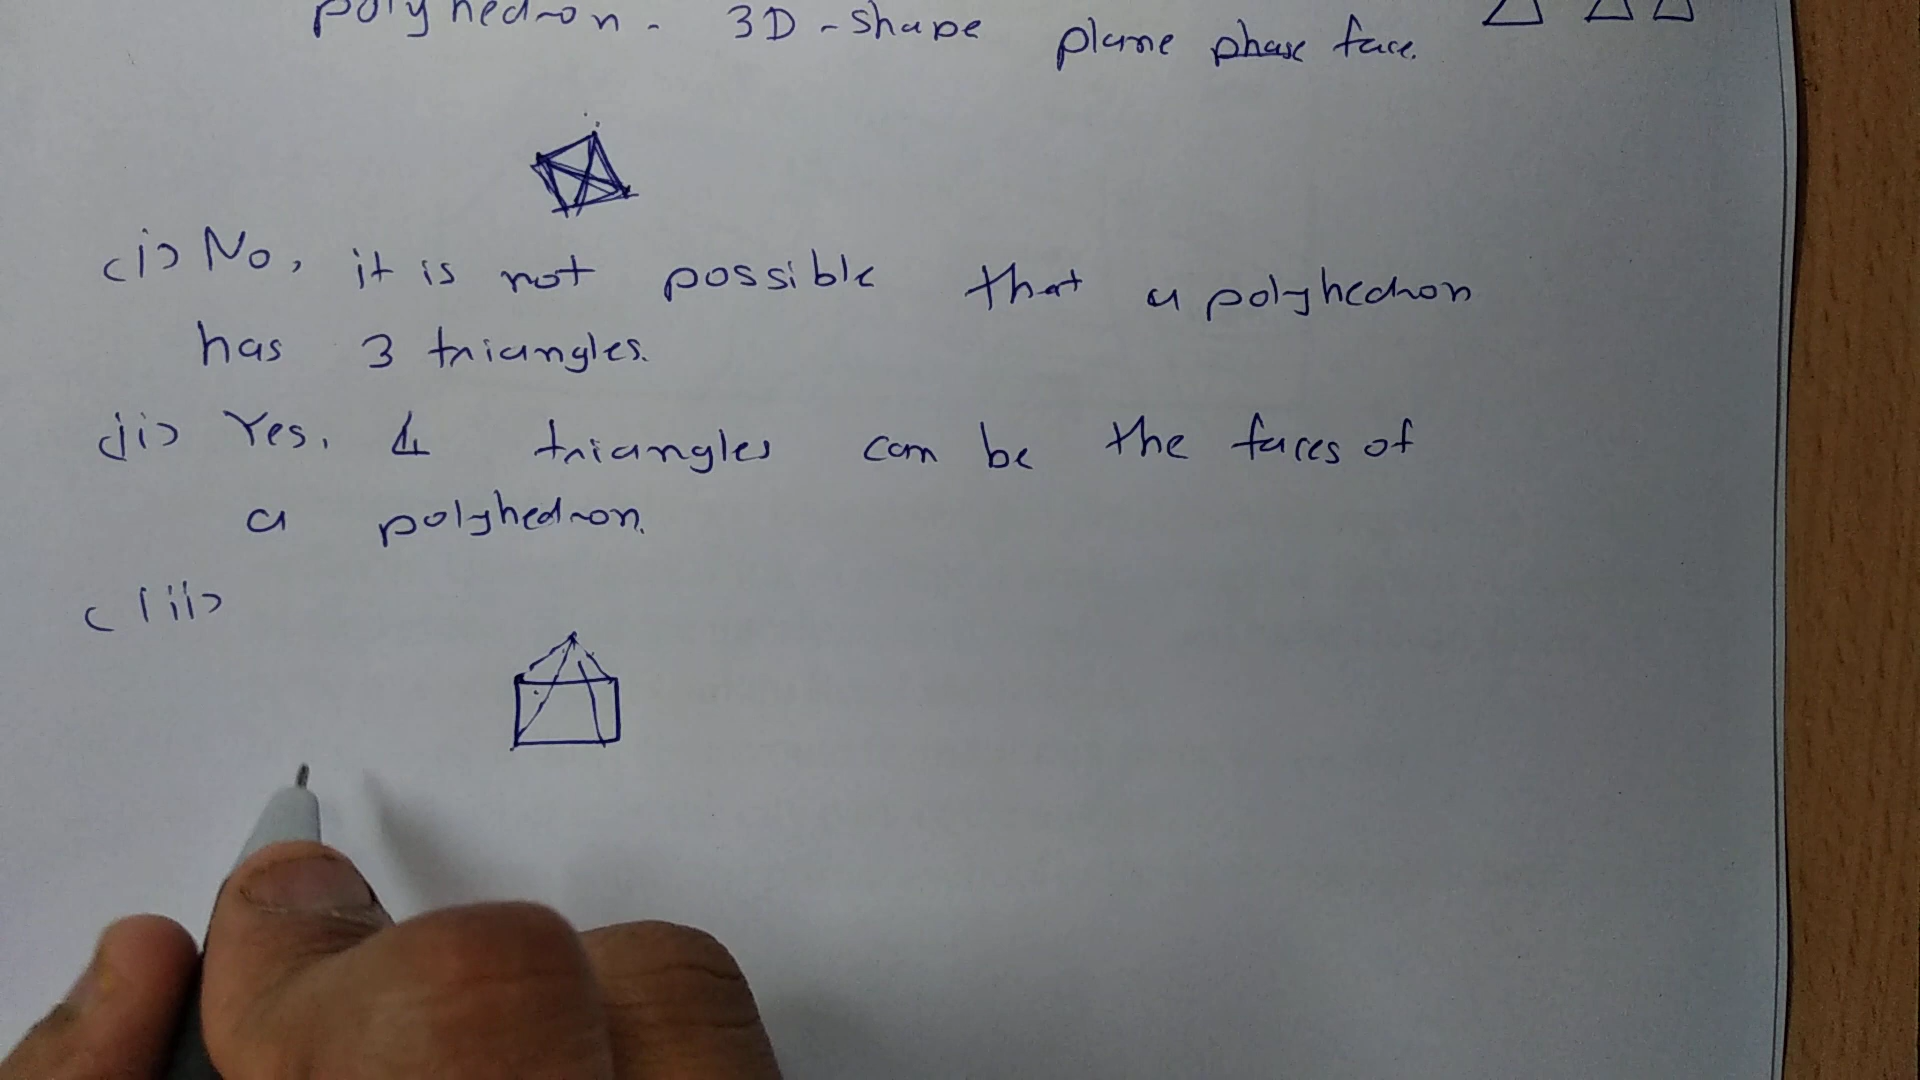 polyhedron. 3D-shape plane phase face.
(i) No, it is not possible that a polyhedron
has 3 triangles.
(ii) Yes, 4 triangles can be the faces of
a polyhedron.
(iii)